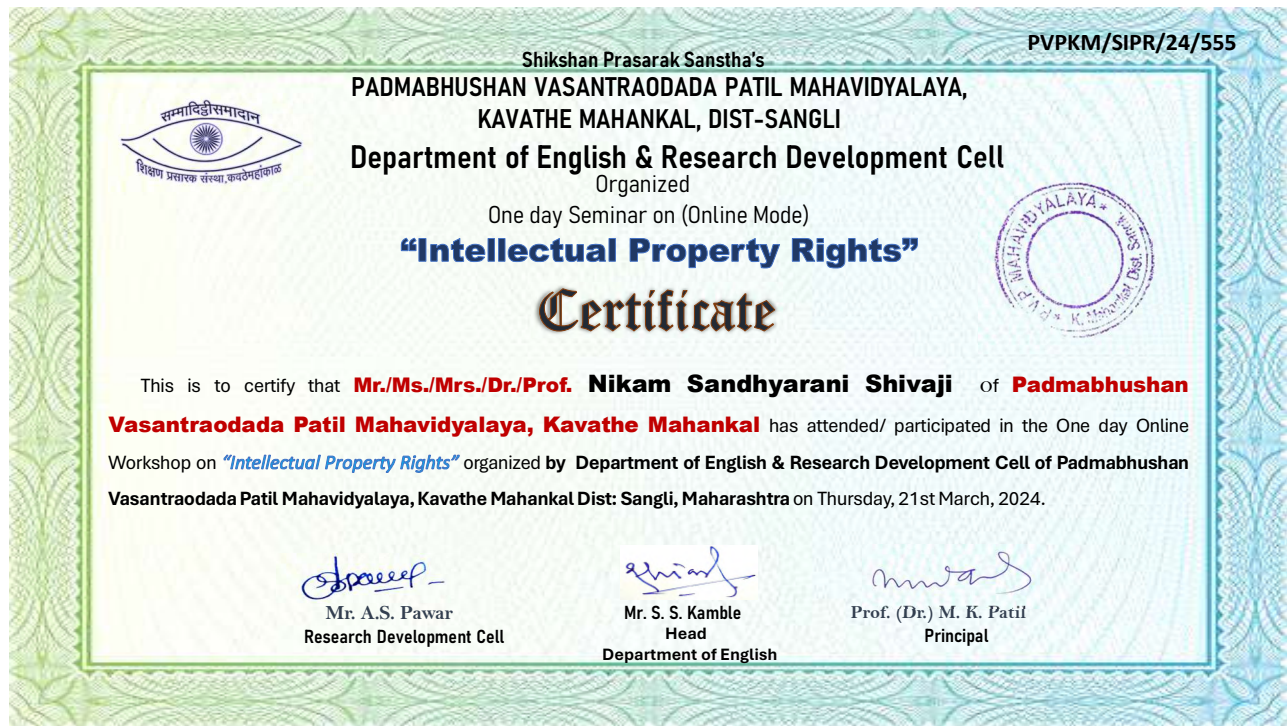 PVPKM/SIPR/24/555
Shikshan Prasarak Sanstha's
PADMABHUSHAN VASANTRAODADA PATIL MAHAVIDYALAYA,
KAVATHE MAHANKAL, DIST-SANGLI
Department of English & Research Development Cell
Organized
One day Seminar on (Online Mode)
“Intellectual Property Rights”
Certificate
सम्मादिट्ठीसमादान
शिक्षण प्रसारक संस्था,कवठेमहांकाळ
P.V.P. MAHAVIDYALAYA * K. Mahankal Dist. Sangli *
This is to certify that Mr./Ms./Mrs./Dr./Prof. Nikam Sandhyarani Shivaji of Padmabhushan
Vasantraodada Patil Mahavidyalaya, Kavathe Mahankal has attended/ participated in the One day Online
Workshop on “Intellectual Property Rights” organized by Department of English & Research Development Cell of Padmabhushan
Vasantraodada Patil Mahavidyalaya, Kavathe Mahankal Dist: Sangli, Maharashtra on Thursday, 21st March, 2024.
Mr. A.S. Pawar
Research Development Cell
Mr. S. S. Kamble
Head
Department of English
Prof. (Dr.) M. K. Patil
Principal